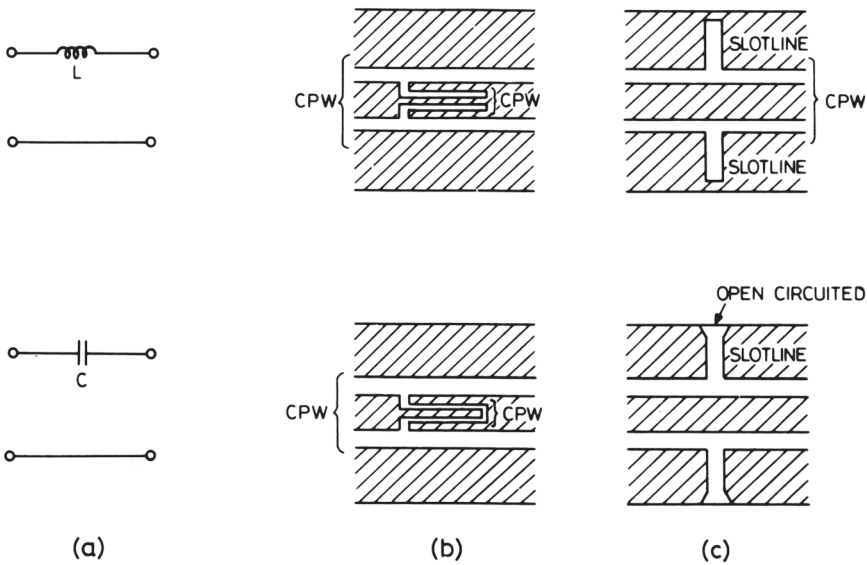 L
CPW
CPW
SLOTLINE
CPW
SLOTLINE
OPEN CIRCUITED
C
CPW
CPW
SLOTLINE
(a)
(b)
(c)